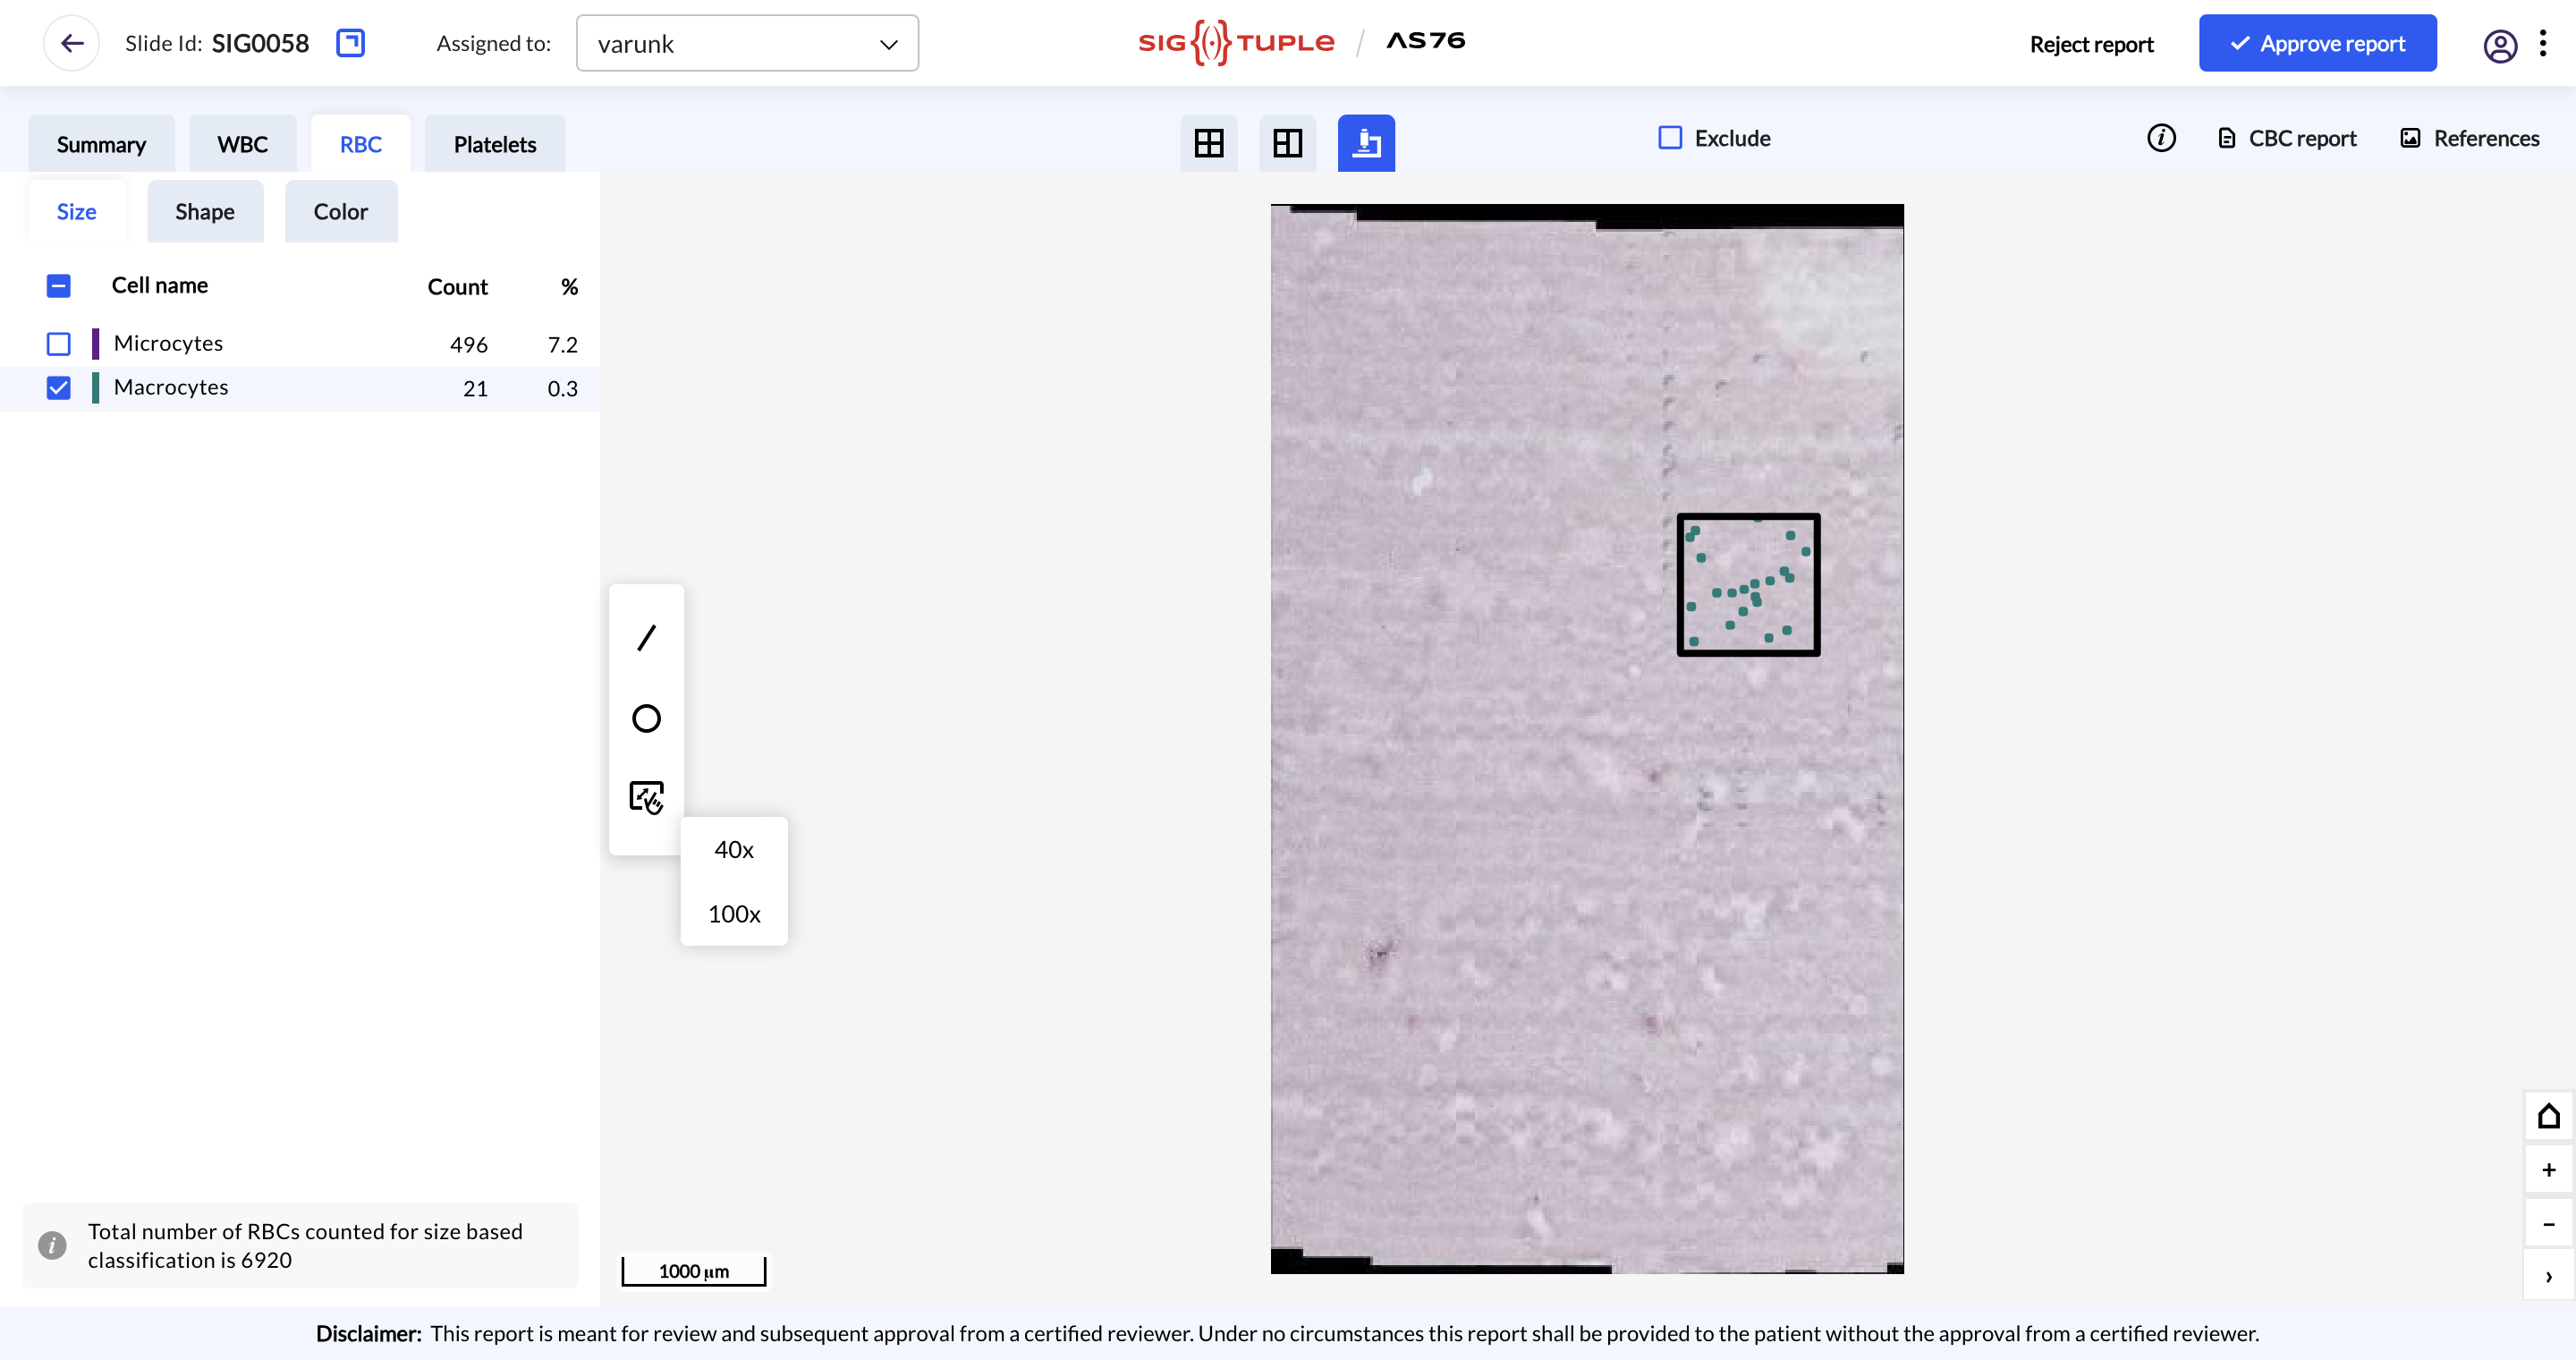 Slide Id: SIG0058
Assigned to: varunk
SIG{(·)}TUPLE / AS76
Reject report
Approve report
Summary
WBC
RBC
Platelets
Exclude
CBC report
References
Size
Shape
Color
Cell name Count %
Microcytes 496 7.2
Macrocytes 21 0.3
40x
100x
Total number of RBCs counted for size based
classification is 6920
1000 μm
Disclaimer: This report is meant for review and subsequent approval from a certified reviewer. Under no circumstances this report shall be provided to the patient without the approval from a certified reviewer.